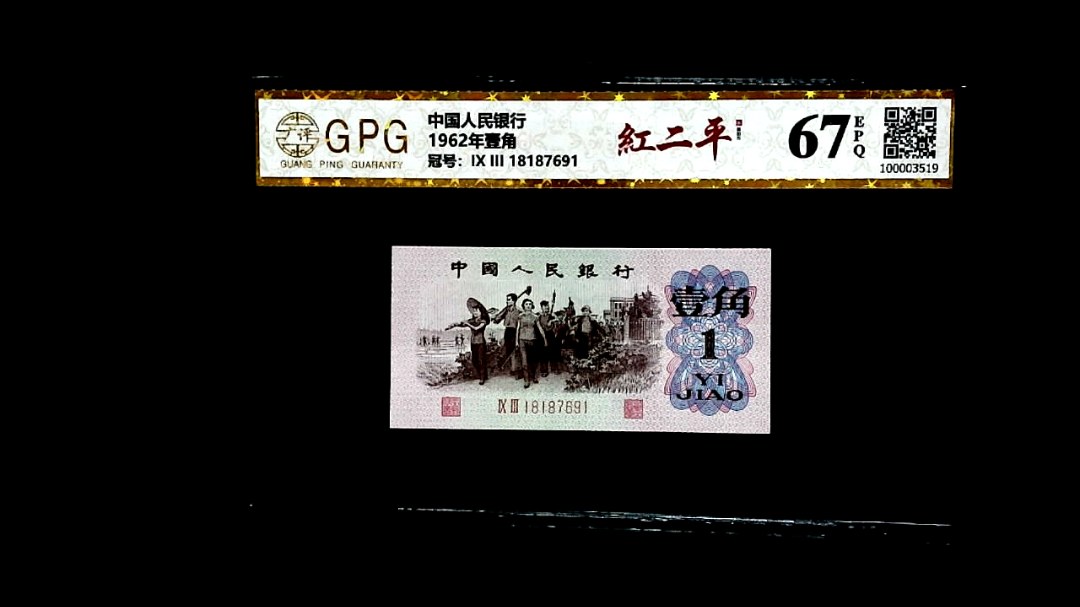 广评
GPG
GUANG PING GUARANTY
中国人民银行
1962年壹角
冠号: IX III 18187691
紅二平
67
EPQ
100003519
中國人民銀行
壹角
1
YI
JIAO
IX III 18187691